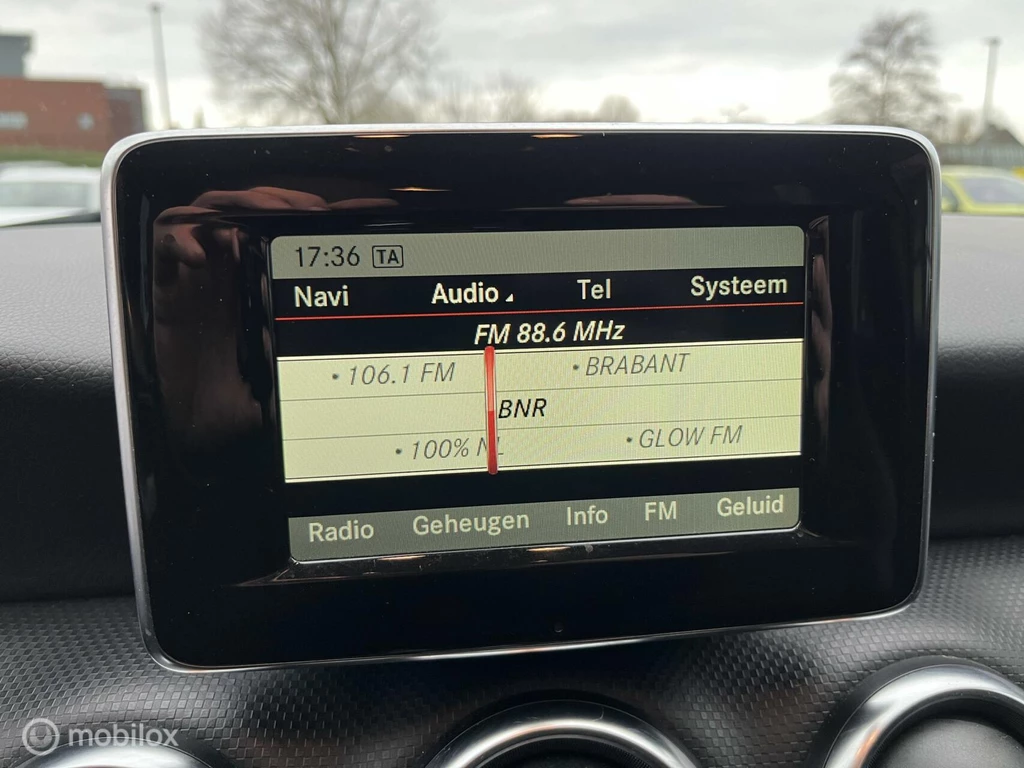 17:36 TA
Navi Audio Tel Systeem
FM 88.6 MHz
• 106.1 FM • BRABANT
BNR
• 100% NL • GLOW FM
Radio Geheugen Info FM Geluid
mobilox